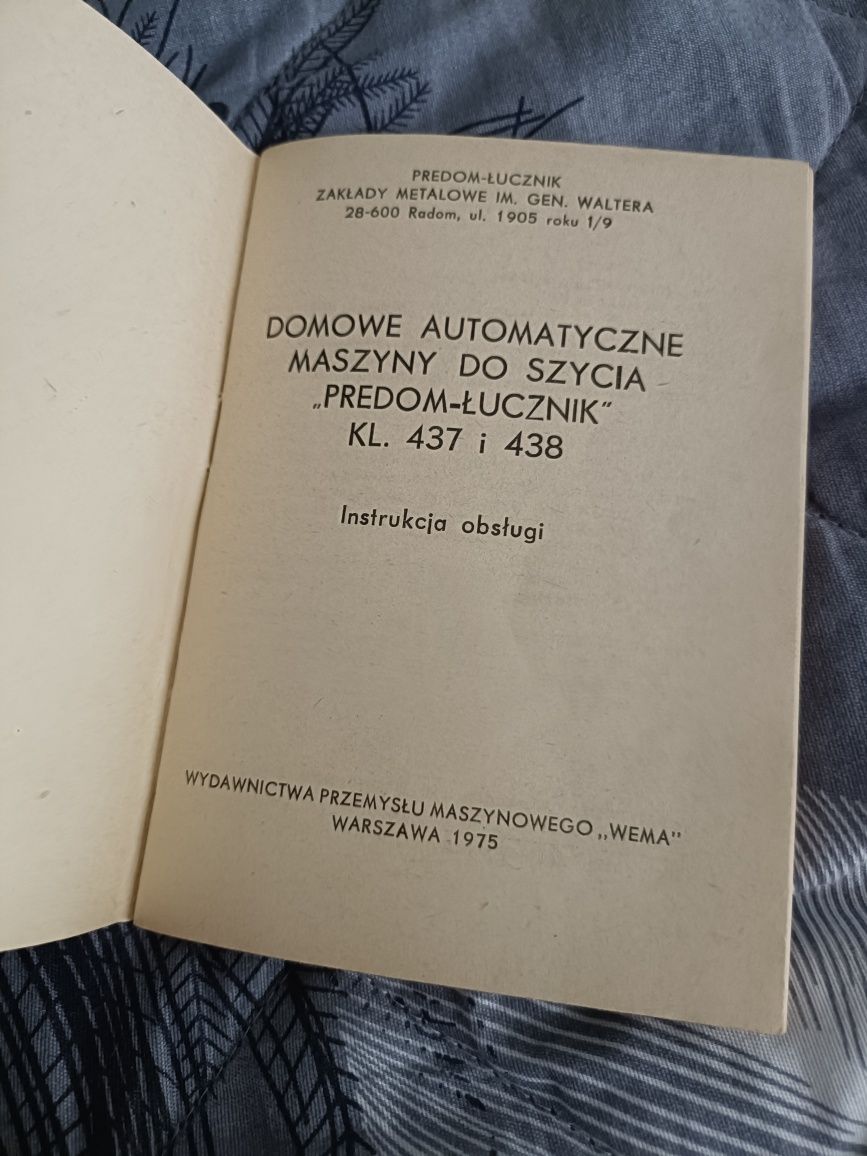 PREDOM-ŁUCZNIK
ZAKŁADY METALOWE IM. GEN. WALTERA
28-600 Radom, ul. 1905 roku 1/9
DOMOWE AUTOMATYCZNE
MASZYNY DO SZYCIA
„PREDOM-ŁUCZNIK”
KL. 437 i 438
Instrukcja obsługi
WYDAWNICTWA PRZEMYSŁU MASZYNOWEGO „WEMA”
WARSZAWA 1975